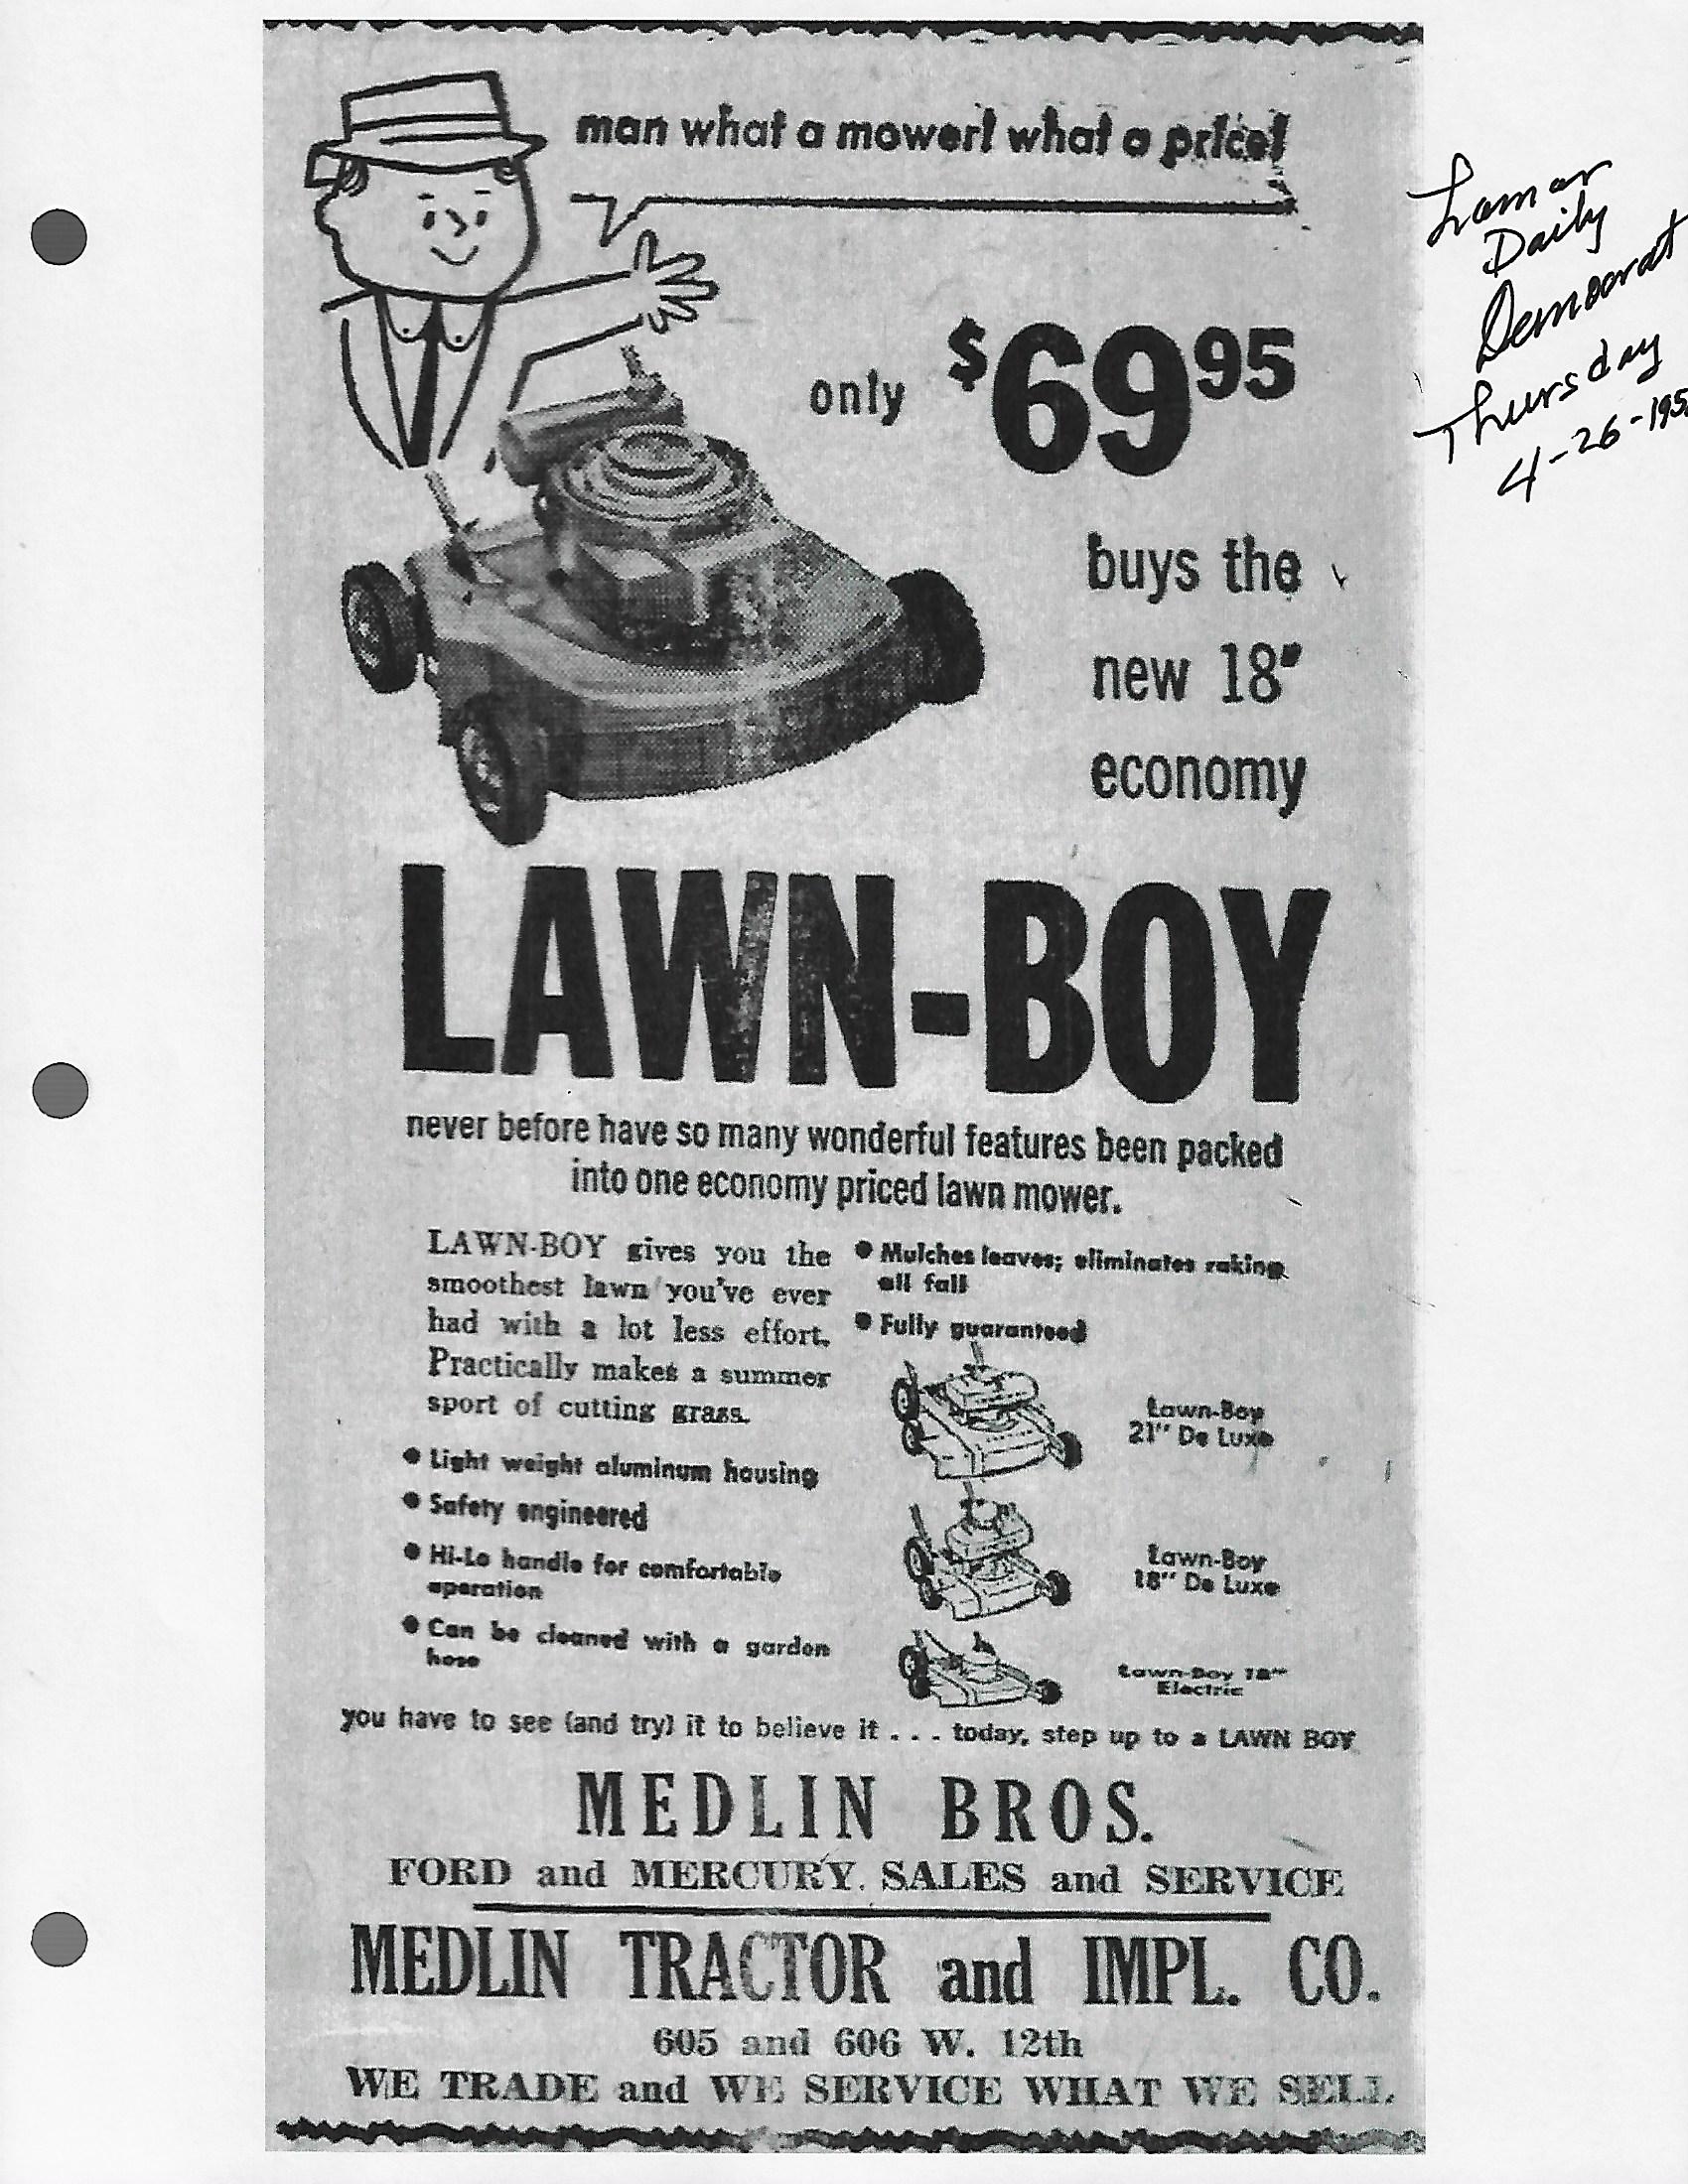 man what a mower! what a price!
Lamar
Daily
Democrat
Thursday
4-26-195
only $69 95
buys the
new 18"
economy
LAWN-BOY
never before have so many wonderful features been packed
into one economy priced lawn mower.
LAWN-BOY gives you the
smoothest lawn you've ever
had with a lot less effort.
Practically makes a summer
sport of cutting grass.
• Light weight aluminum housing
• Safety engineered
• Hi-Lo handle for comfortable
operation
• Can be cleaned with a garden
hose
• Mulches leaves; eliminates raking
all fall
• Fully guaranteed
Lawn-Boy
21" De Luxe
Lawn-Boy
18" De Luxe
Lawn-Boy 18"
Electric
you have to see (and try) it to believe it . . . today, step up to a LAWN BOY
MEDLIN BROS.
FORD and MERCURY SALES and SERVICE
MEDLIN TRACTOR and IMPL. CO.
605 and 606 W. 12th
WE TRADE and WE SERVICE WHAT WE SELL